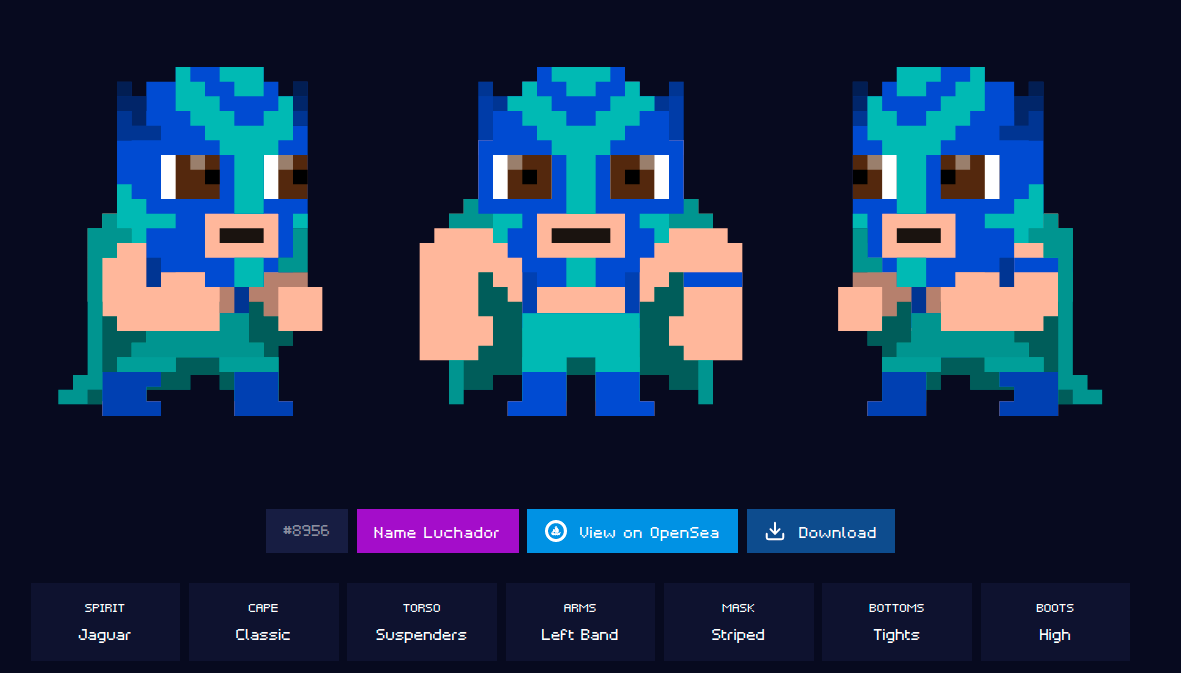 #8956
Name Luchador
View on OpenSea
Download
SPIRIT
Jaguar
CAPE
Classic
TORSO
Suspenders
ARMS
Left Band
MASK
Striped
BOTTOMS
Tights
BOOTS
High